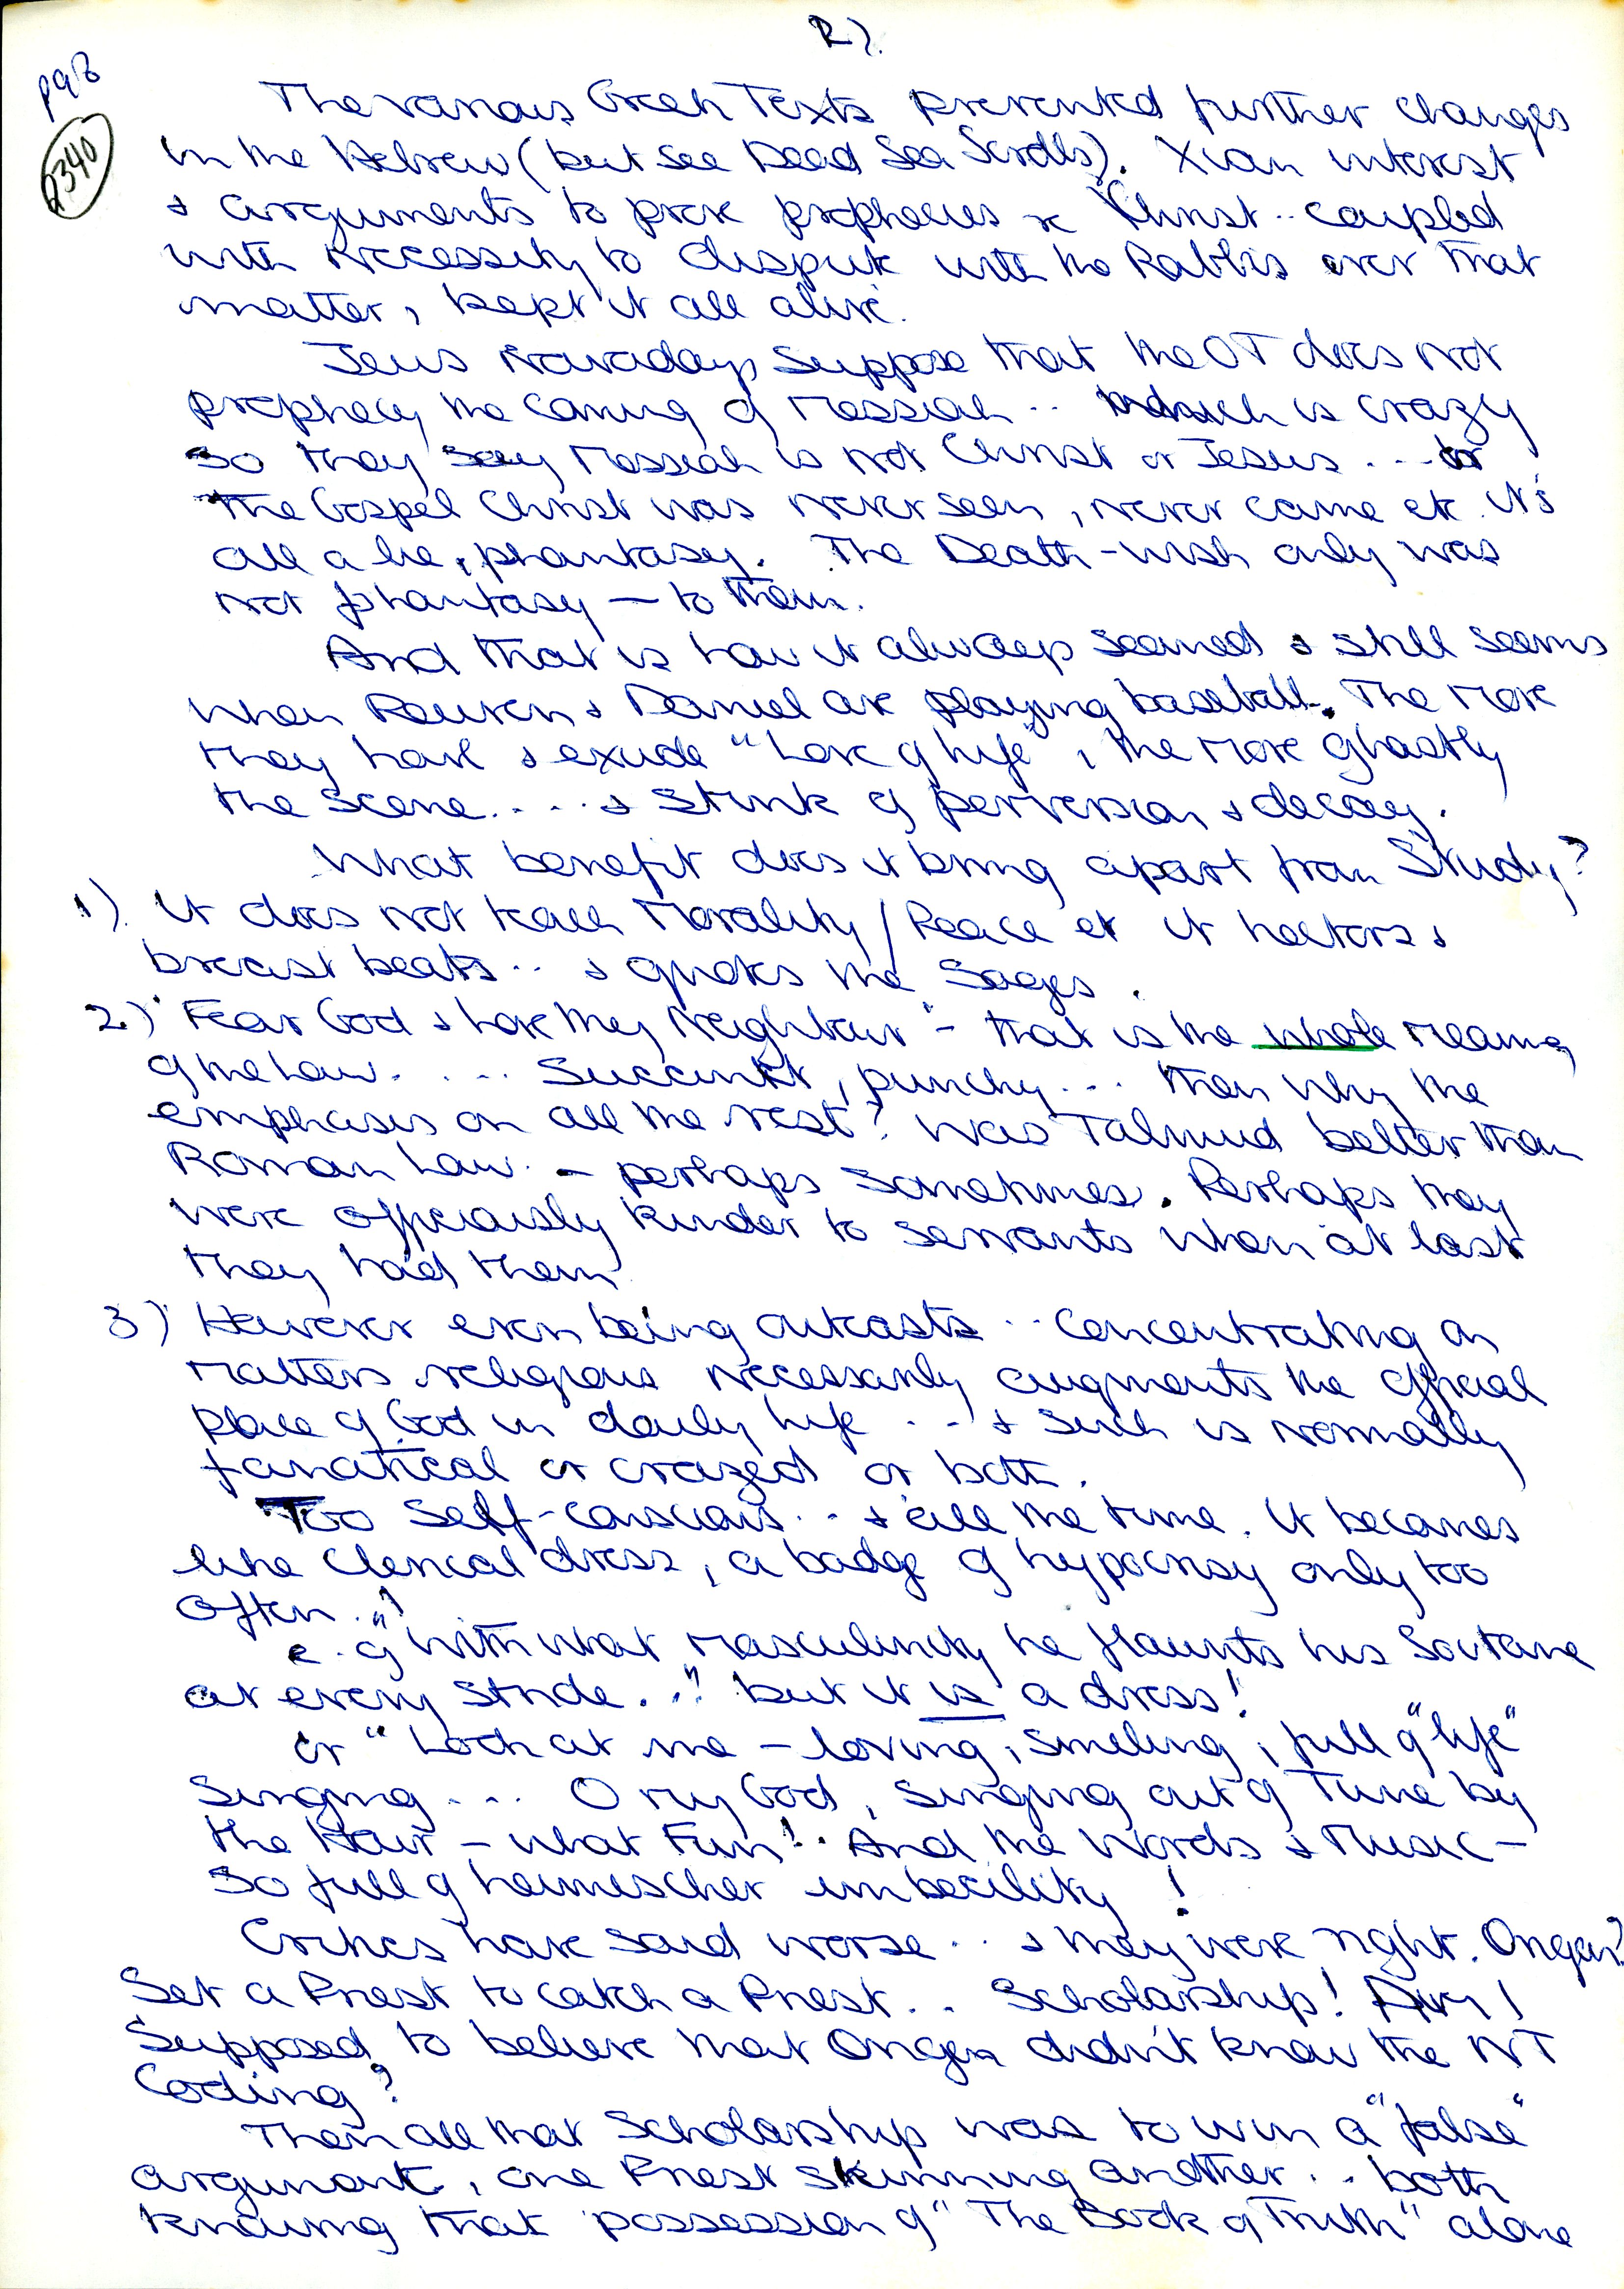 2).
pg 8
2340
The various Greek Texts prevented further changes
in the Hebrew (but see Dead Sea Scrolls). Xian interest
& arguments to prove prophecies re Christ .. coupled
with necessity to dispute with the Rabbis over that
matter, kept it all alive.
Jews nowadays suppose that the OT does not
prophecy the coming of Messiah .. which is crazy
so they say Messiah is not Christ or Jesus ... or
the Gospel Christ was never seen, never came etc. it's
all a lie, phantasy. The Death-wish only was
not phantasy — to them.
And that is how it always seemed & still seems
when Reuven & Daniel are playing baseball. The more
they have & exude "Love of life", the more ghastly
the scene.... & stink of perversion & decay.
What benefit does it bring apart from Study?
1). it does not teach Morality/Peace etc it hectors &
breast beats .. & quotes the Sages.
2.) "Fear God & love thy Neighbour" - that is the whole meaning
of the Law. ... Succinct, punchy ... then why the
emphasis on all the rest? Was Talmud better than
Roman Law. - perhaps sometimes. Perhaps they
were officiously kinder to servants when at last
they had them.
3) However even being outcasts .. concentrating on
matters religious necessarily augments the official
place of God in daily life ... & such is normally
fanatical or crazed or both.
Too Self-conscious .. & all the time. it becomes
like clerical dress, a badge of hypocrisy only too
often.."
e.g "With what masculinity he flaunts his Soutane
at every stride.." but it is a dress!
or "Look at me - loving, smiling, full of "life"
Singing ... O my God, singing out of Tune by
the Hour - what Fun! And the Words & Music -
so full of heimischer imbecility!
Critics have said worse .. & they were right. Origen?
Set a Priest to catch a Priest .. Scholarship!
Supposed to believe that Origen didn't know the NT
Coding?
Then all that Scholarship was to win a "false"
argument, one Priest skinning another .. both
knowing that possession of "The Book of Truth" alone